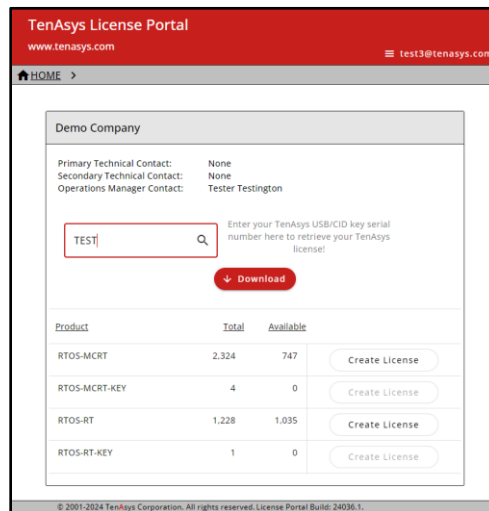 TenAsys License Portal
www.tenasys.com
test3@tenasys.com
HOME >
Demo Company
Primary Technical Contact: None
Secondary Technical Contact: None
Operations Manager Contact: Tester Testington
TEST
Enter your TenAsys USB/CID key serial
number here to retrieve your TenAsys
license!
Download
Product Total Available
RTOS-MCRT 2,324 747 Create License
RTOS-MCRT-KEY 4 0 Create License
RTOS-RT 1,228 1,035 Create License
RTOS-RT-KEY 1 0 Create License
© 2001-2024 TenAsys Corporation. All rights reserved. License Portal Build: 24036.1.